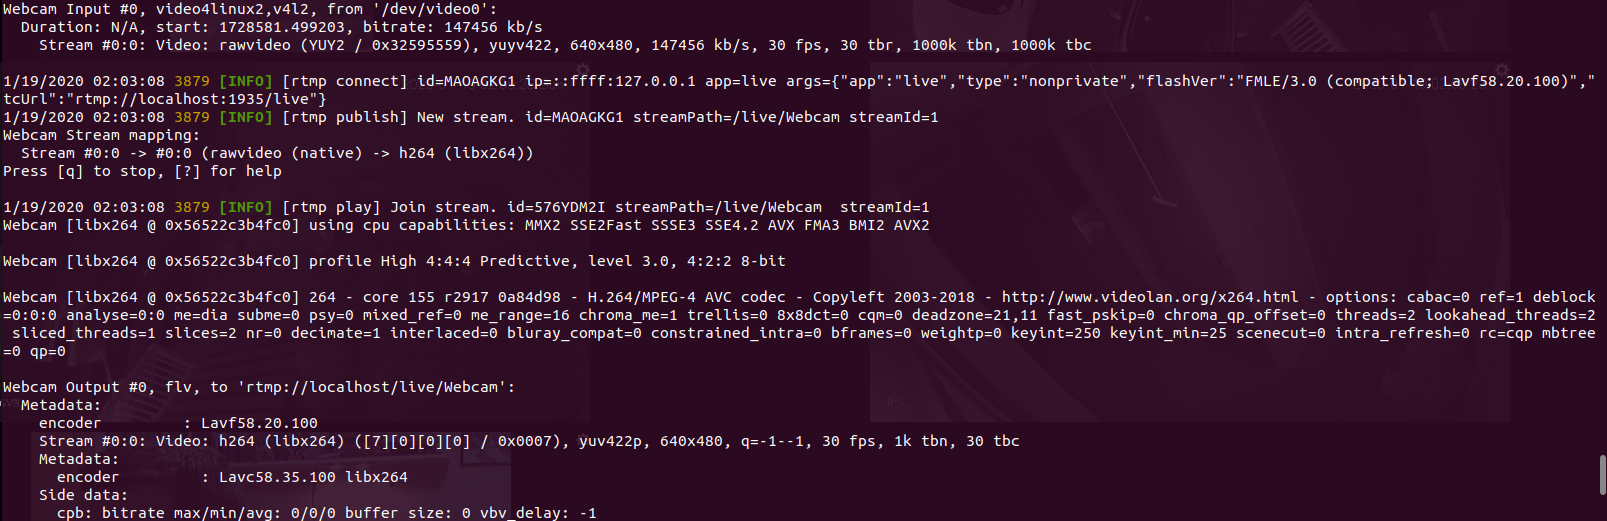 Webcam Input #0, video4linux2,v4l2, from '/dev/video0':
Duration: N/A, start: 1728581.499203, bitrate: 147456 kb/s
Stream #0:0: Video: rawvideo (YUY2 / 0x32595559), yuyv422, 640x480, 147456 kb/s, 30 fps, 30 tbr, 1000k tbn, 1000k tbc
1/19/2020 02:03:08 3879 [INFO] [rtmp connect] id=MAOAGKG1 ip=::ffff:127.0.0.1 app=live args={"app":"live","type":"nonprivate","flashVer":"FMLE/3.0 (compatible; Lavf58.20.100)","
tcUrl":"rtmp://localhost:1935/live"}
1/19/2020 02:03:08 3879 [INFO] [rtmp publish] New stream. id=MAOAGKG1 streamPath=/live/Webcam streamId=1
Webcam Stream mapping:
Stream #0:0 -> #0:0 (rawvideo (native) -> h264 (libx264))
Press [q] to stop, [?] for help
1/19/2020 02:03:08 3879 [INFO] [rtmp play] Join stream. id=576YDM2I streamPath=/live/Webcam  streamId=1
Webcam [libx264 @ 0x56522c3b4fc0] using cpu capabilities: MMX2 SSE2Fast SSSE3 SSE4.2 AVX FMA3 BMI2 AVX2
Webcam [libx264 @ 0x56522c3b4fc0] profile High 4:4:4 Predictive, level 3.0, 4:2:2 8-bit
Webcam [libx264 @ 0x56522c3b4fc0] 264 - core 155 r2917 0a84d98 - H.264/MPEG-4 AVC codec - Copyleft 2003-2018 - http://www.videolan.org/x264.html - options: cabac=0 ref=1 deblock
=0:0:0 analyse=0:0 me=dia subme=0 psy=0 mixed_ref=0 me_range=16 chroma_me=1 trellis=0 8x8dct=0 cqm=0 deadzone=21,11 fast_pskip=0 chroma_qp_offset=0 threads=2 lookahead_threads=2
sliced_threads=1 slices=2 nr=0 decimate=1 interlaced=0 bluray_compat=0 constrained_intra=0 bframes=0 weightp=0 keyint=250 keyint_min=25 scenecut=0 intra_refresh=0 rc=cqp mbtree
=0 qp=0
Webcam Output #0, flv, to 'rtmp://localhost/live/Webcam':
Metadata:
encoder         : Lavf58.20.100
Stream #0:0: Video: h264 (libx264) ([7][0][0][0] / 0x0007), yuv422p, 640x480, q=-1--1, 30 fps, 1k tbn, 30 tbc
Metadata:
encoder         : Lavc58.35.100 libx264
Side data:
cpb: bitrate max/min/avg: 0/0/0 buffer size: 0 vbv_delay: -1